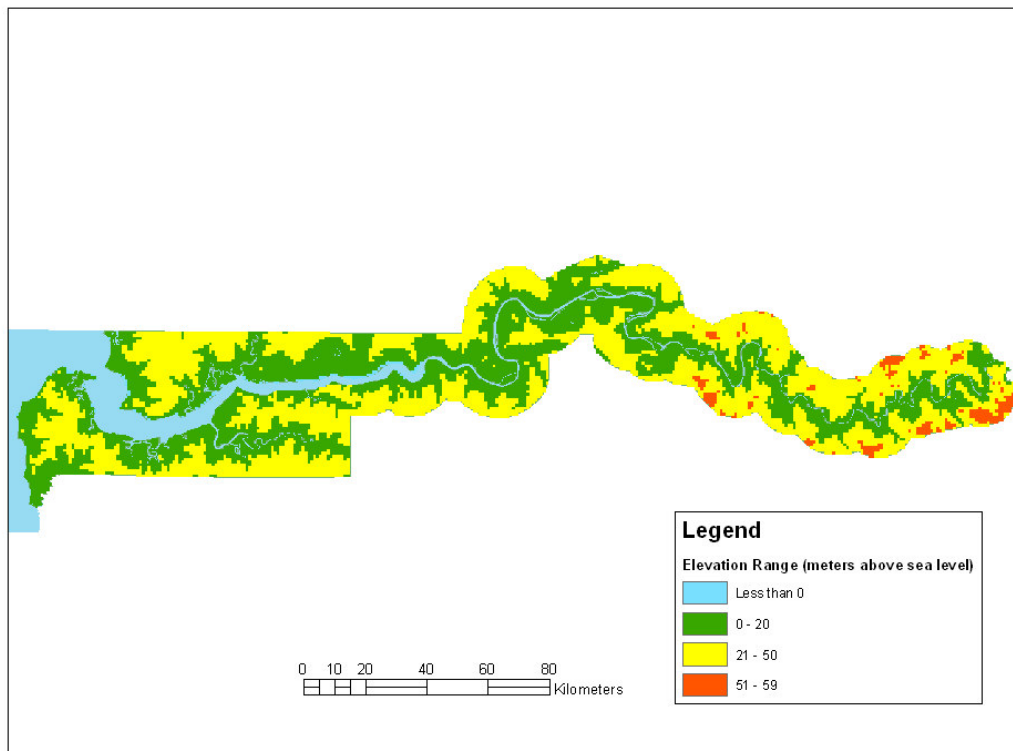 Legend
Elevation Range (meters above sea level)
Less than 0
0 - 20
21 - 50
51 - 59
0 10 20 40 60 80
Kilometers